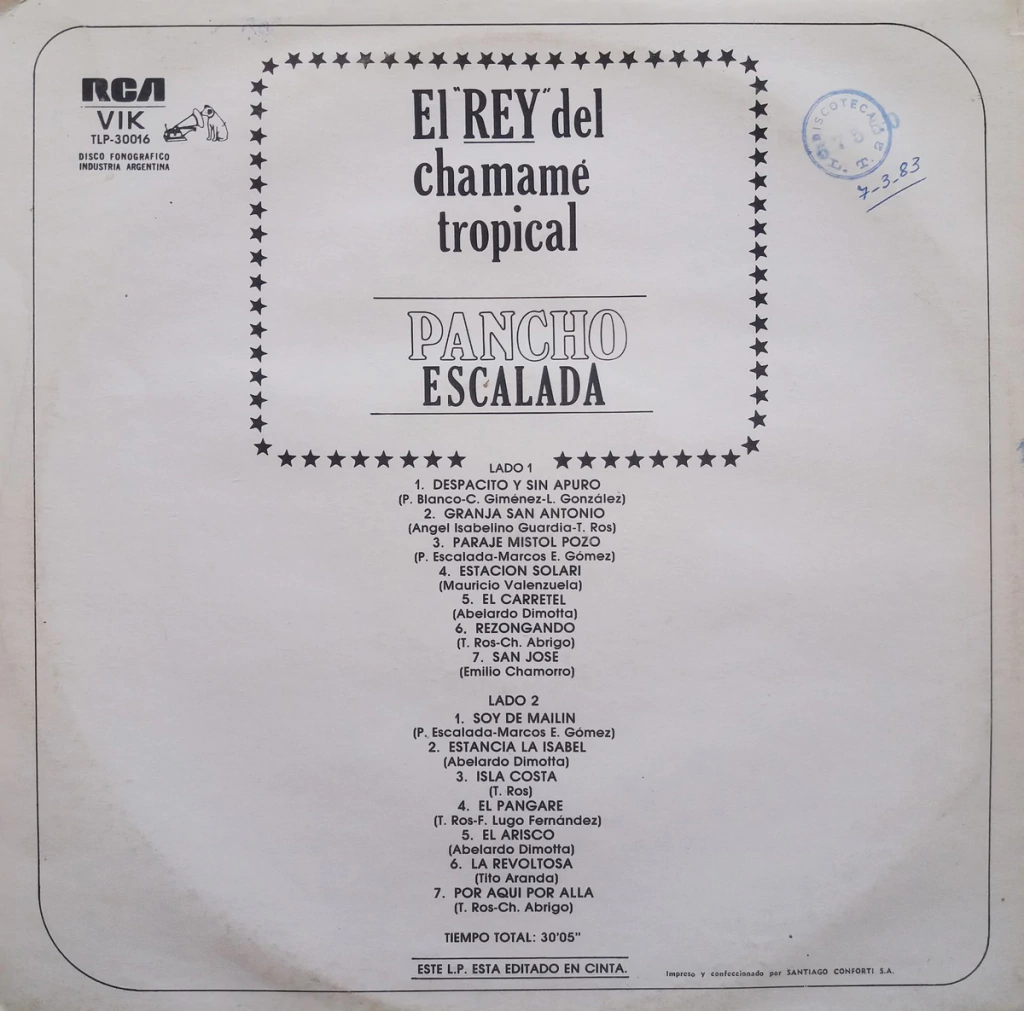 RCA
VIK
TLP-30016
DISCO FONOGRAFICO
INDUSTRIA ARGENTINA
El "REY" del
chamamé
tropical
PANCHO
ESCALADA
DISCOTECA
7-3-83
LADO 1
1. DESPACITO Y SIN APURO
(P. Blanco-C. Giménez-L. González)
2. GRANJA SAN ANTONIO
(Angel Isabelino Guardia-T. Ros)
3. PARAJE MISTOL POZO
(P. Escalada-Marcos E. Gómez)
4. ESTACION SOLARI
(Mauricio Valenzuela)
5. EL CARRETEL
(Abelardo Dimotta)
6. REZONGANDO
(T. Ros-Ch. Abrigo)
7. SAN JOSE
(Emilio Chamorro)
LADO 2
1. SOY DE MAILIN
(P. Escalada-Marcos E. Gómez)
2. ESTANCIA LA ISABEL
(Abelardo Dimotta)
3. ISLA COSTA
(T. Ros)
4. EL PANGARE
(T. Ros-F. Lugo Fernández)
5. EL ARISCO
(Abelardo Dimotta)
6. LA REVOLTOSA
(Tito Aranda)
7. POR AQUI POR ALLA
(T. Ros-Ch. Abrigo)
TIEMPO TOTAL: 30'05"
ESTE L.P. ESTA EDITADO EN CINTA.
Impreso y confeccionado por SANTIAGO CONFORTI S.A.